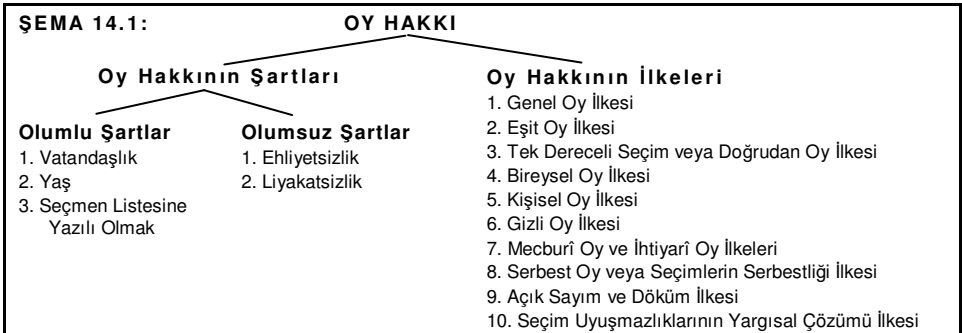 ŞEMA 14.1:
OY HAKKI
Oy Hakkının Şartları
Olumlu Şartlar
1. Vatandaşlık
2. Yaş
3. Seçmen Listesine
Yazılı Olmak
Olumsuz Şartlar
1. Ehliyetsizlik
2. Liyakatsizlik
Oy Hakkının İlkeleri
1. Genel Oy İlkesi
2. Eşit Oy İlkesi
3. Tek Dereceli Seçim veya Doğrudan Oy İlkesi
4. Bireysel Oy İlkesi
5. Kişisel Oy İlkesi
6. Gizli Oy İlkesi
7. Mecburî Oy ve İhtiyarî Oy İlkeleri
8. Serbest Oy veya Seçimlerin Serbestliği İlkesi
9. Açık Sayım ve Döküm İlkesi
10. Seçim Uyuşmazlıklarının Yargısal Çözümü İlkesi